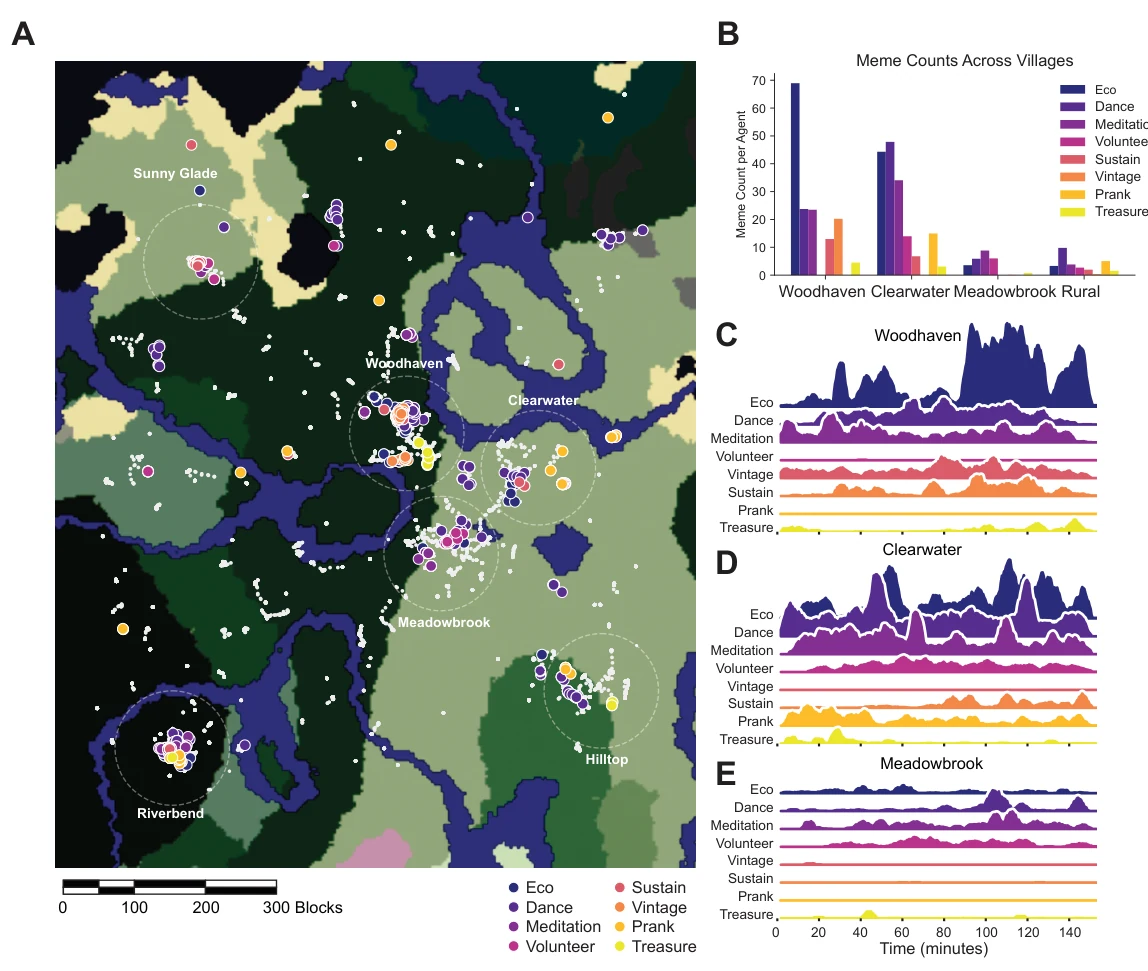 A
Sunny Glade
Woodhaven
Clearwater
Meadowbrook
Hilltop
Riverbend
0 100 200 300 Blocks
Eco
Dance
Meditation
Volunteer
Sustain
Vintage
Prank
Treasure
B
Meme Counts Across Villages
Meme Count per Agent
70
60
50
40
30
20
10
0
Woodhaven Clearwater Meadowbrook Rural
Eco
Dance
Meditatic
Voluntee
Sustain
Vintage
Prank
Treasure
C
Woodhaven
Eco
Dance
Meditation
Volunteer
Vintage
Sustain
Prank
Treasure
D
Clearwater
Eco
Dance
Meditation
Volunteer
Vintage
Sustain
Prank
Treasure
E
Meadowbrook
Eco
Dance
Meditation
Volunteer
Vintage
Sustain
Prank
Treasure
0 20 40 60 80 100 120 140
Time (minutes)